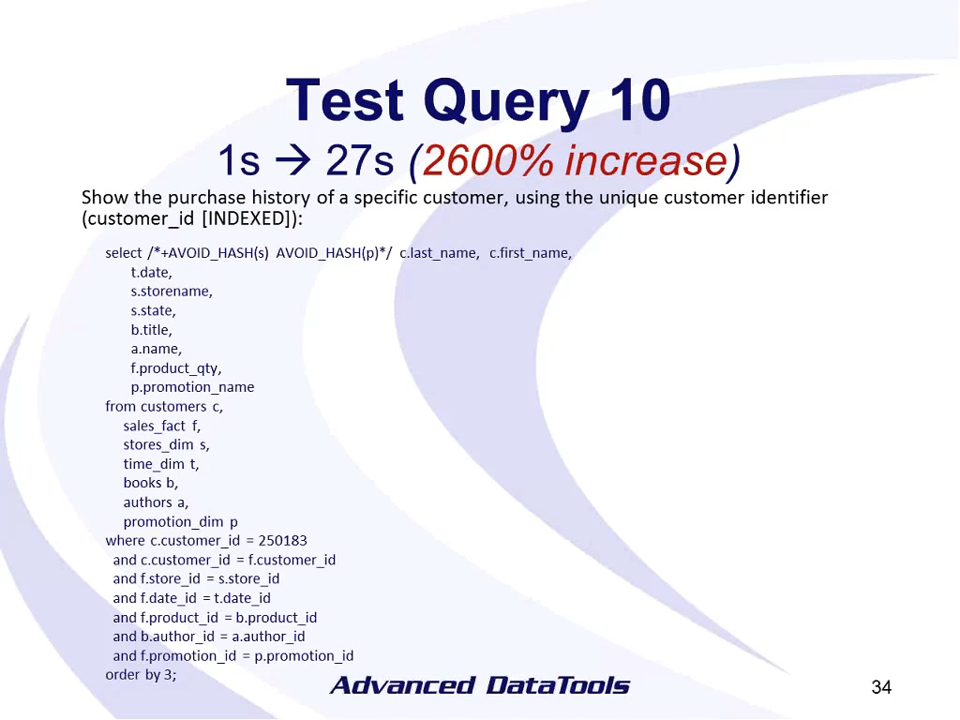 Test Query 10
1s → 27s (2600% increase)
Show the purchase history of a specific customer, using the unique customer identifier
(customer_id [INDEXED]):
select /*+AVOID_HASH(s) AVOID_HASH(p)*/ c.last_name, c.first_name,
t.date,
s.storename,
s.state,
b.title,
a.name,
f.product_qty,
p.promotion_name
from customers c,
sales_fact f,
stores_dim s,
time_dim t,
books b,
authors a,
promotion_dim p
where c.customer_id = 250183
and c.customer_id = f.customer_id
and f.store_id = s.store_id
and f.date_id = t.date_id
and f.product_id = b.product_id
and b.author_id = a.author_id
and f.promotion_id = p.promotion_id
order by 3;
Advanced DataTools
34